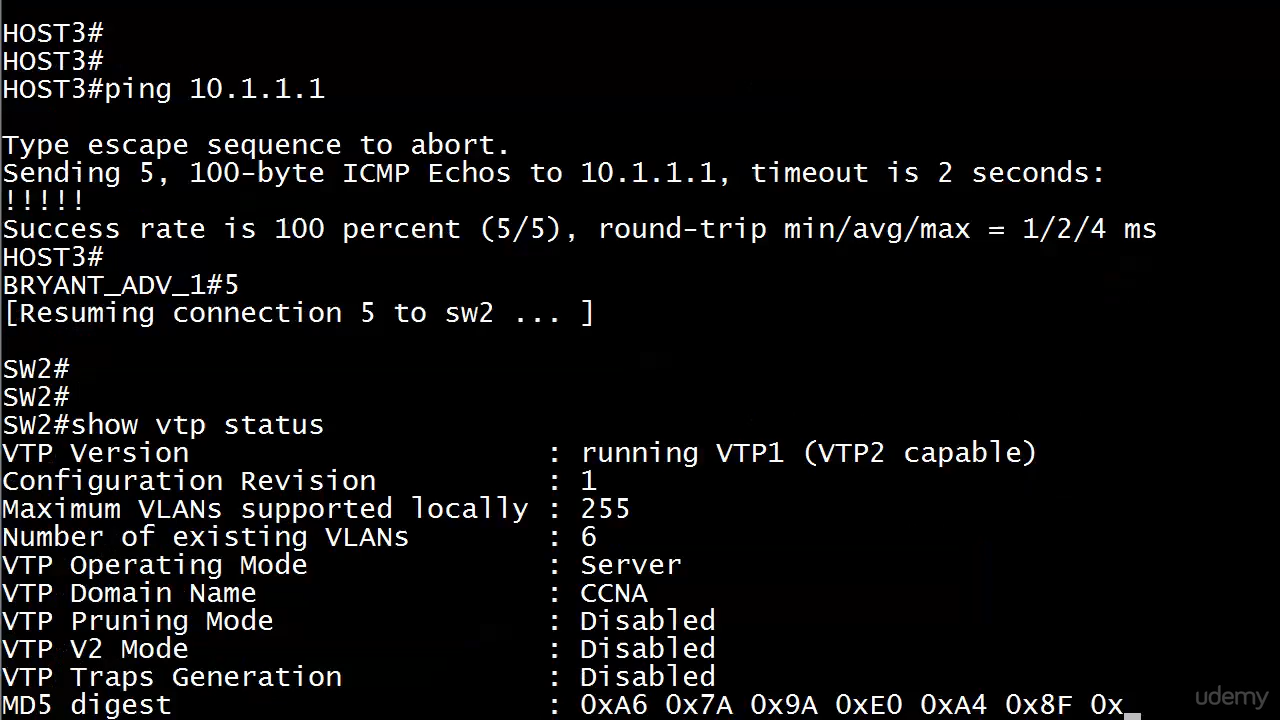 HOST3#
HOST3#
HOST3#ping 10.1.1.1
Type escape sequence to abort.
Sending 5, 100-byte ICMP Echos to 10.1.1.1, timeout is 2 seconds:
!!!!!
Success rate is 100 percent (5/5), round-trip min/avg/max = 1/2/4 ms
HOST3#
BRYANT_ADV_1#5
[Resuming connection 5 to sw2 ... ]
SW2#
SW2#
SW2#show vtp status
VTP Version                     : running VTP1 (VTP2 capable)
Configuration Revision          : 1
Maximum VLANs supported locally : 255
Number of existing VLANs        : 6
VTP Operating Mode              : Server
VTP Domain Name                 : CCNA
VTP Pruning Mode                : Disabled
VTP V2 Mode                     : Disabled
VTP Traps Generation            : Disabled
MD5 digest                      : 0xA6 0x7A 0x9A 0xE0 0xA4 0x8F 0x
udemy